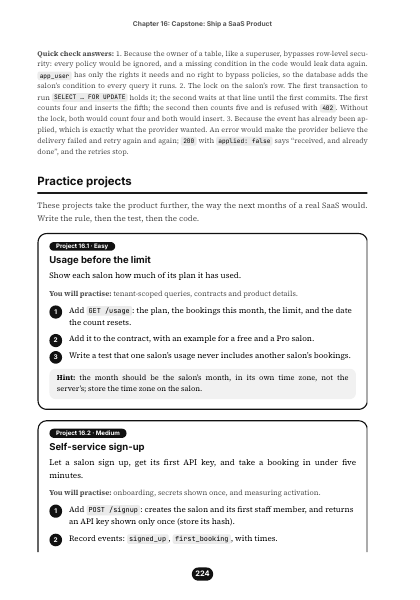 Chapter 16: Capstone: Ship a SaaS Product
Quick check answers: 1. Because the owner of a table, like a superuser, bypasses row-level secu-
rity: every policy would be ignored, and a missing condition in the code would leak data again.
app_user has only the rights it needs and no right to bypass policies, so the database adds the
salon's condition to every query it runs. 2. The lock on the salon's row. The first transaction to
run SELECT … FOR UPDATE holds it; the second waits at that line until the first commits. The first
counts four and inserts the fifth; the second then counts five and is refused with 402. Without
the lock, both would count four and both would insert. 3. Because the event has already been ap-
plied, which is exactly what the provider wanted. An error would make the provider believe the
delivery failed and retry again and again; 200 with applied: false says "received, and already
done", and the retries stop.
Practice projects
These projects take the product further, the way the next months of a real SaaS would.
Write the rule, then the test, then the code.
Project 16.1 · Easy
Usage before the limit
Show each salon how much of its plan it has used.
You will practise: tenant-scoped queries, contracts and product details.
1 Add GET /usage: the plan, the bookings this month, the limit, and the date
the count resets.
2 Add it to the contract, with an example for a free and a Pro salon.
3 Write a test that one salon's usage never includes another salon's bookings.
Hint: the month should be the salon's month, in its own time zone, not the
server's; store the time zone on the salon.
Project 16.2 · Medium
Self-service sign-up
Let a salon sign up, get its first API key, and take a booking in under five
minutes.
You will practise: onboarding, secrets shown once, and measuring activation.
1 Add POST /signup: creates the salon and its first staff member, and returns
an API key shown only once (store its hash).
2 Record events: signed_up, first_booking, with times.
224